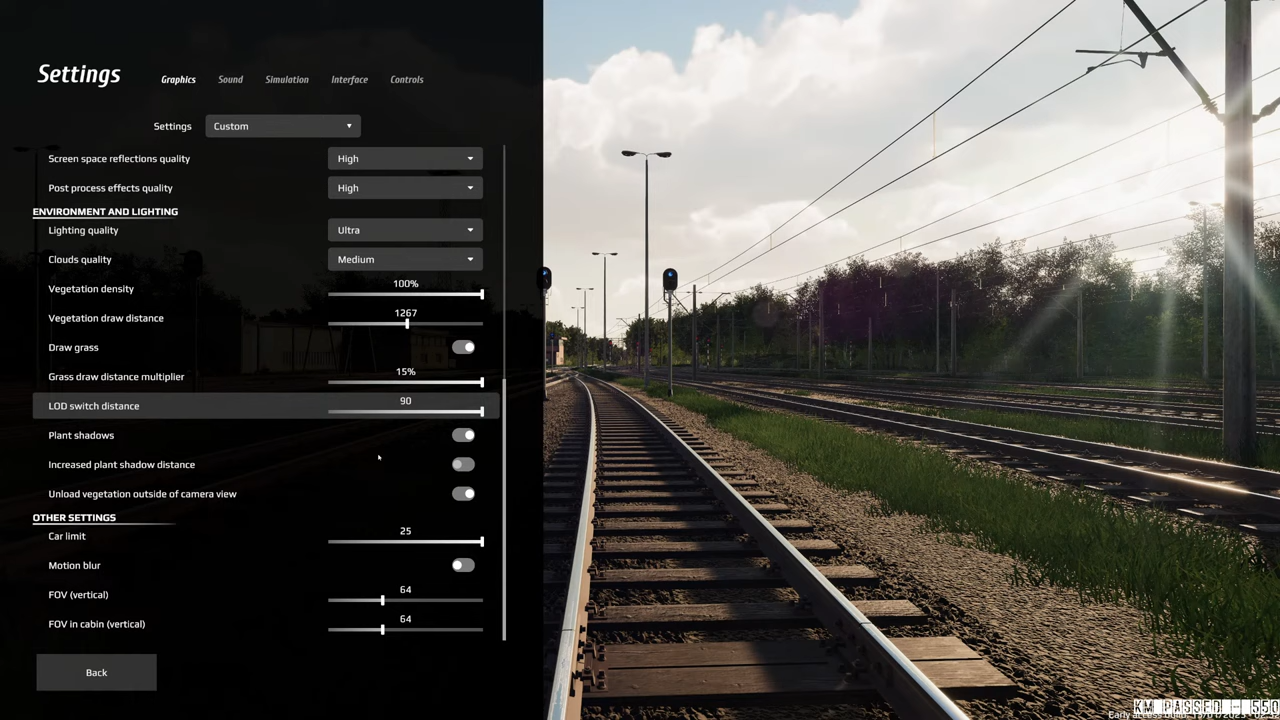 Settings
Graphics Sound Simulation Interface Controls
Settings Custom
Screen space reflections quality High
Post process effects quality High
ENVIRONMENT AND LIGHTING
Lighting quality Ultra
Clouds quality Medium
Vegetation density 100%
Vegetation draw distance 1267
Draw grass
Grass draw distance multiplier 15%
LOD switch distance 90
Plant shadows
Increased plant shadow distance
Unload vegetation outside of camera view
OTHER SETTINGS
Car limit 25
Motion blur
FOV (vertical) 64
FOV in cabin (vertical) 64
Back
KM PASSED - 550
Early access